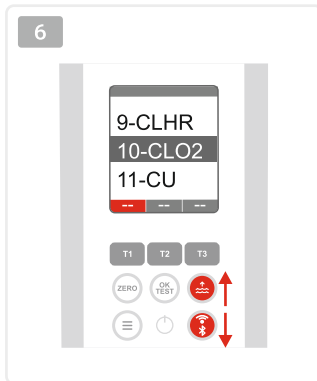 6
9-CLHR
10-CLO2
11-CU
-- -- --
T1 T2 T3
ZERO OK TEST